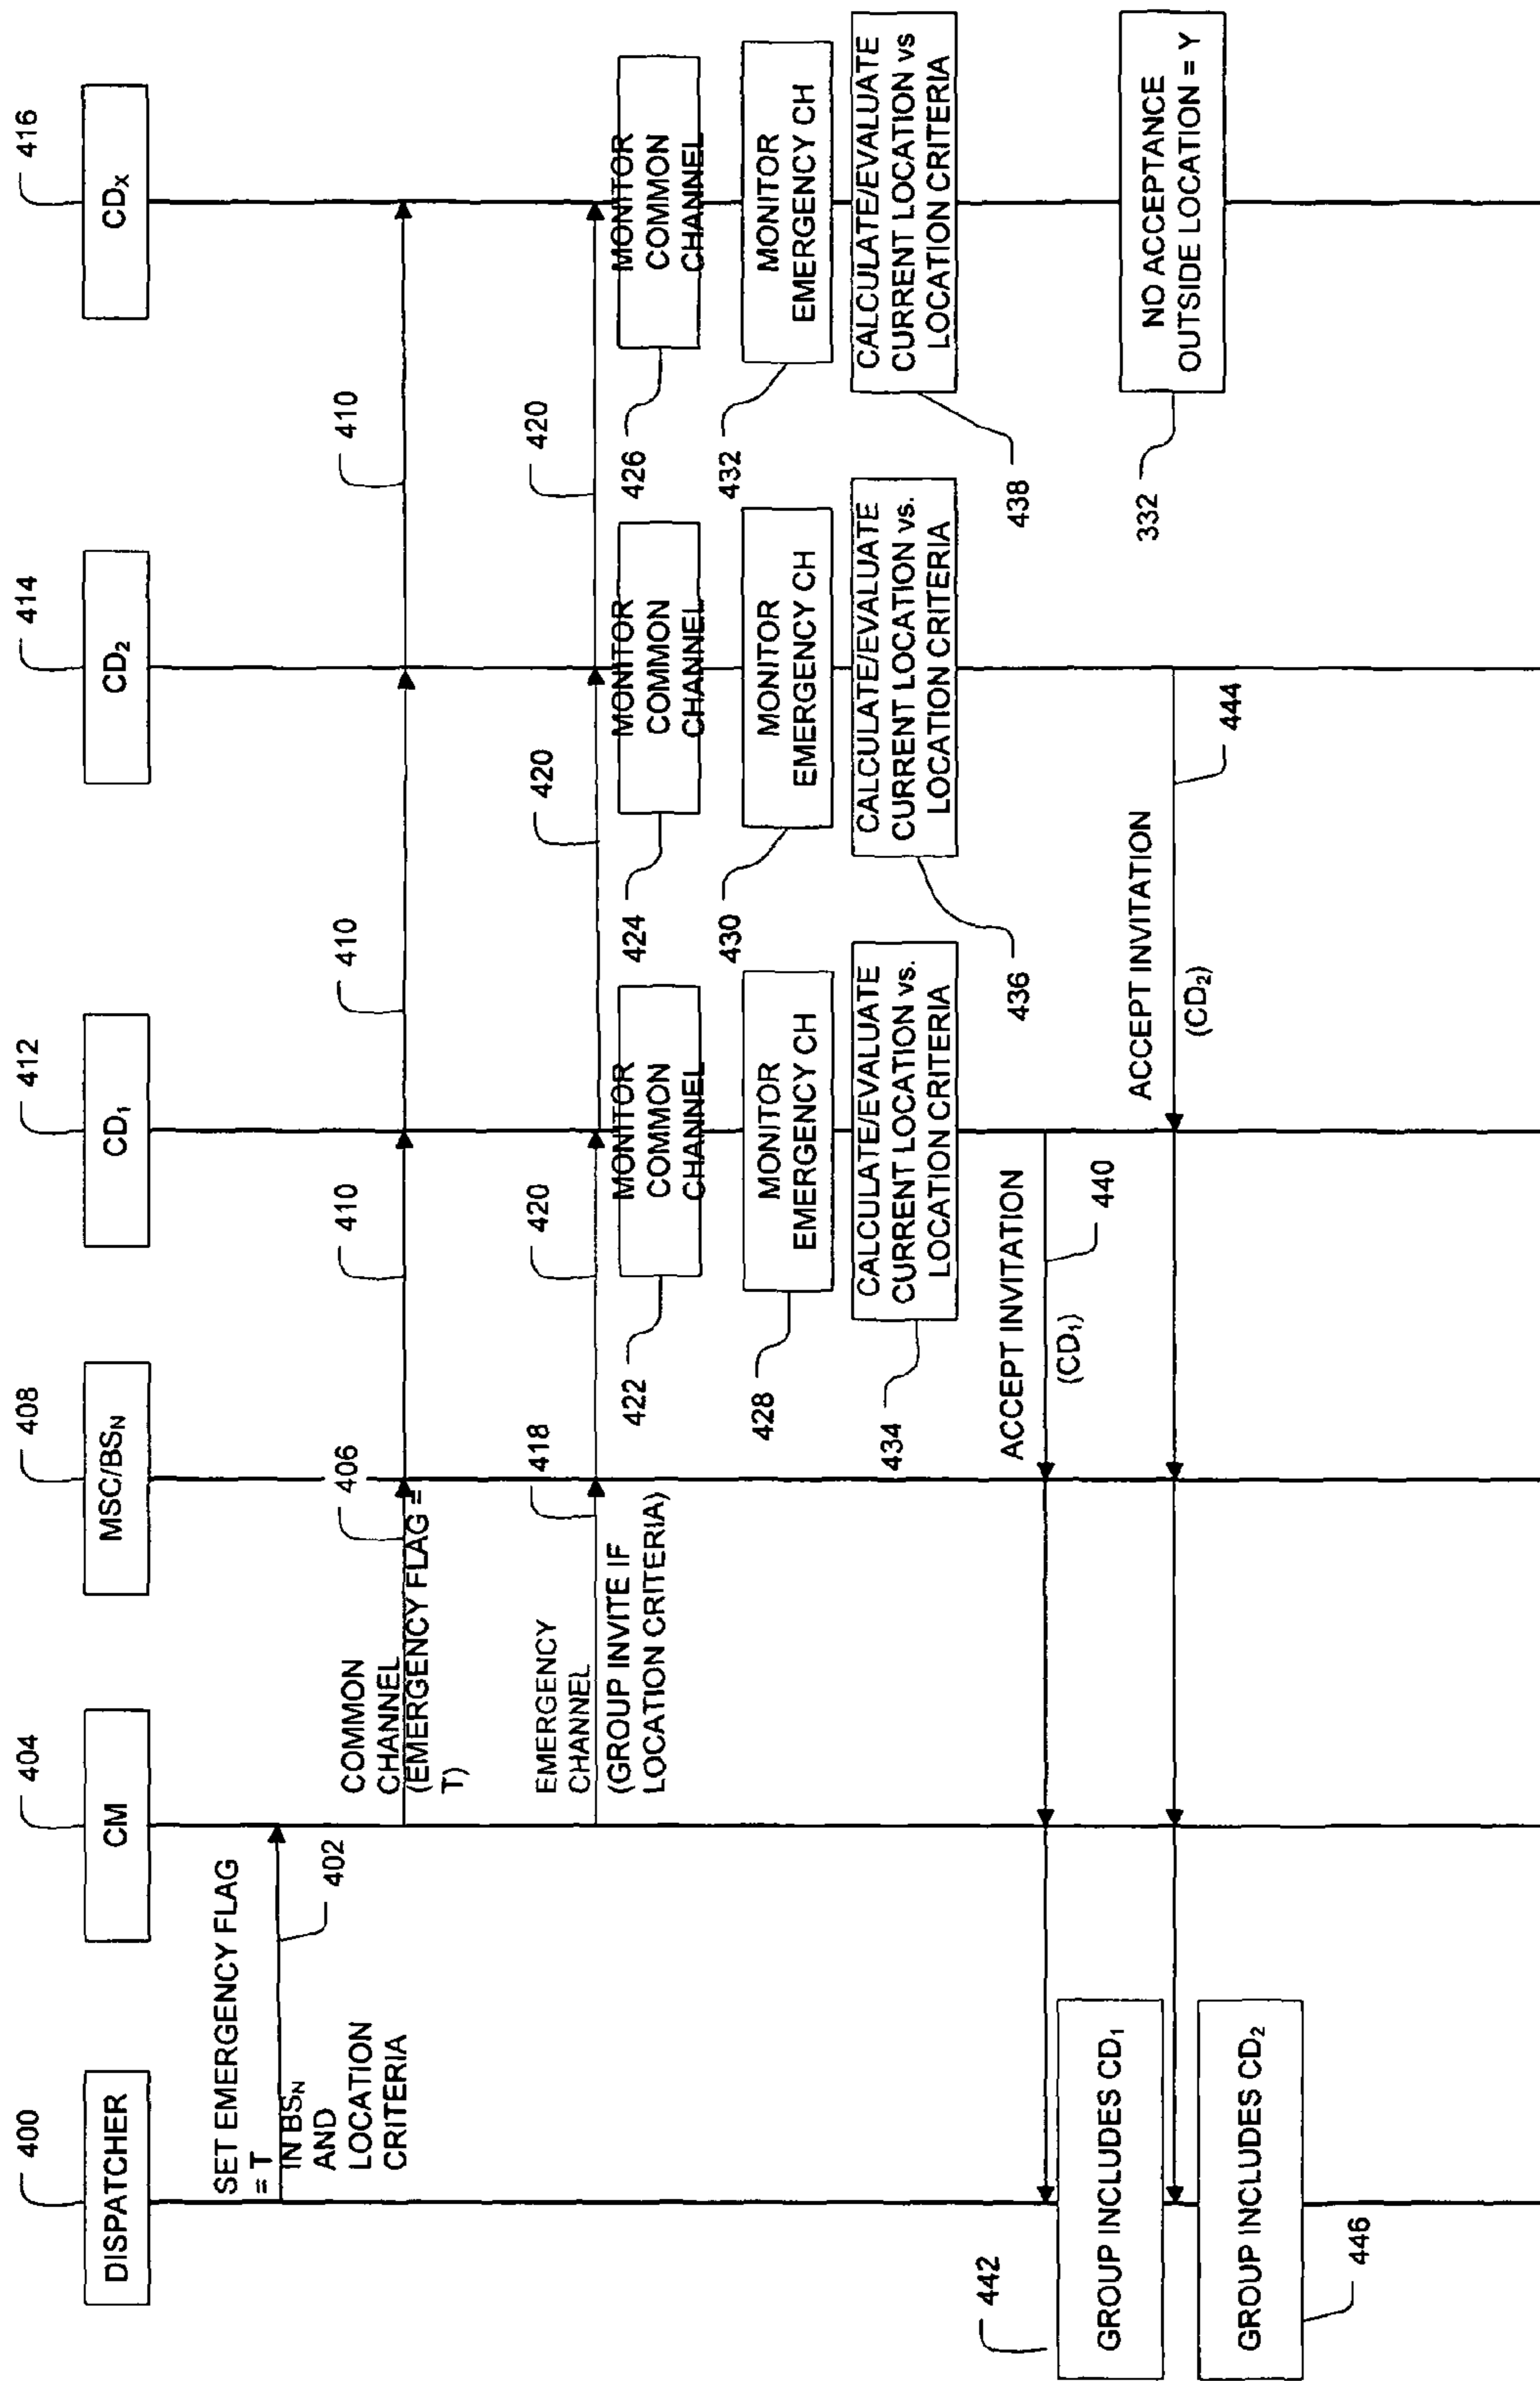 400
DISPATCHER
404
CM
408
MSC/BSN
412
CD1
414
CD2
416
CDX
SET EMERGENCY FLAG
= T
IN BSN
AND
LOCATION
CRITERIA
402
COMMON
CHANNEL
(EMERGENCY FLAG =
T)
406
410
410
410
410
EMERGENCY
CHANNEL
(GROUP INVITE IF
LOCATION CRITERIA)
418
420
420
420
MONITOR
COMMON
CHANNEL
422
MONITOR
COMMON
CHANNEL
424
MONITOR
COMMON
CHANNEL
426
MONITOR
EMERGENCY CH
428
MONITOR
EMERGENCY CH
430
MONITOR
EMERGENCY CH
432
CALCULATE/EVALUATE
CURRENT LOCATION vs.
LOCATION CRITERIA
434
CALCULATE/EVALUATE
CURRENT LOCATION vs.
LOCATION CRITERIA
436
CALCULATE/EVALUATE
CURRENT LOCATION vs
LOCATION CRITERIA
438
ACCEPT INVITATION
(CD1)
440
442
GROUP INCLUDES CD1
ACCEPT INVITATION
(CD2)
444
NO ACCEPTANCE
OUTSIDE LOCATION = Y
332
GROUP INCLUDES CD2
446